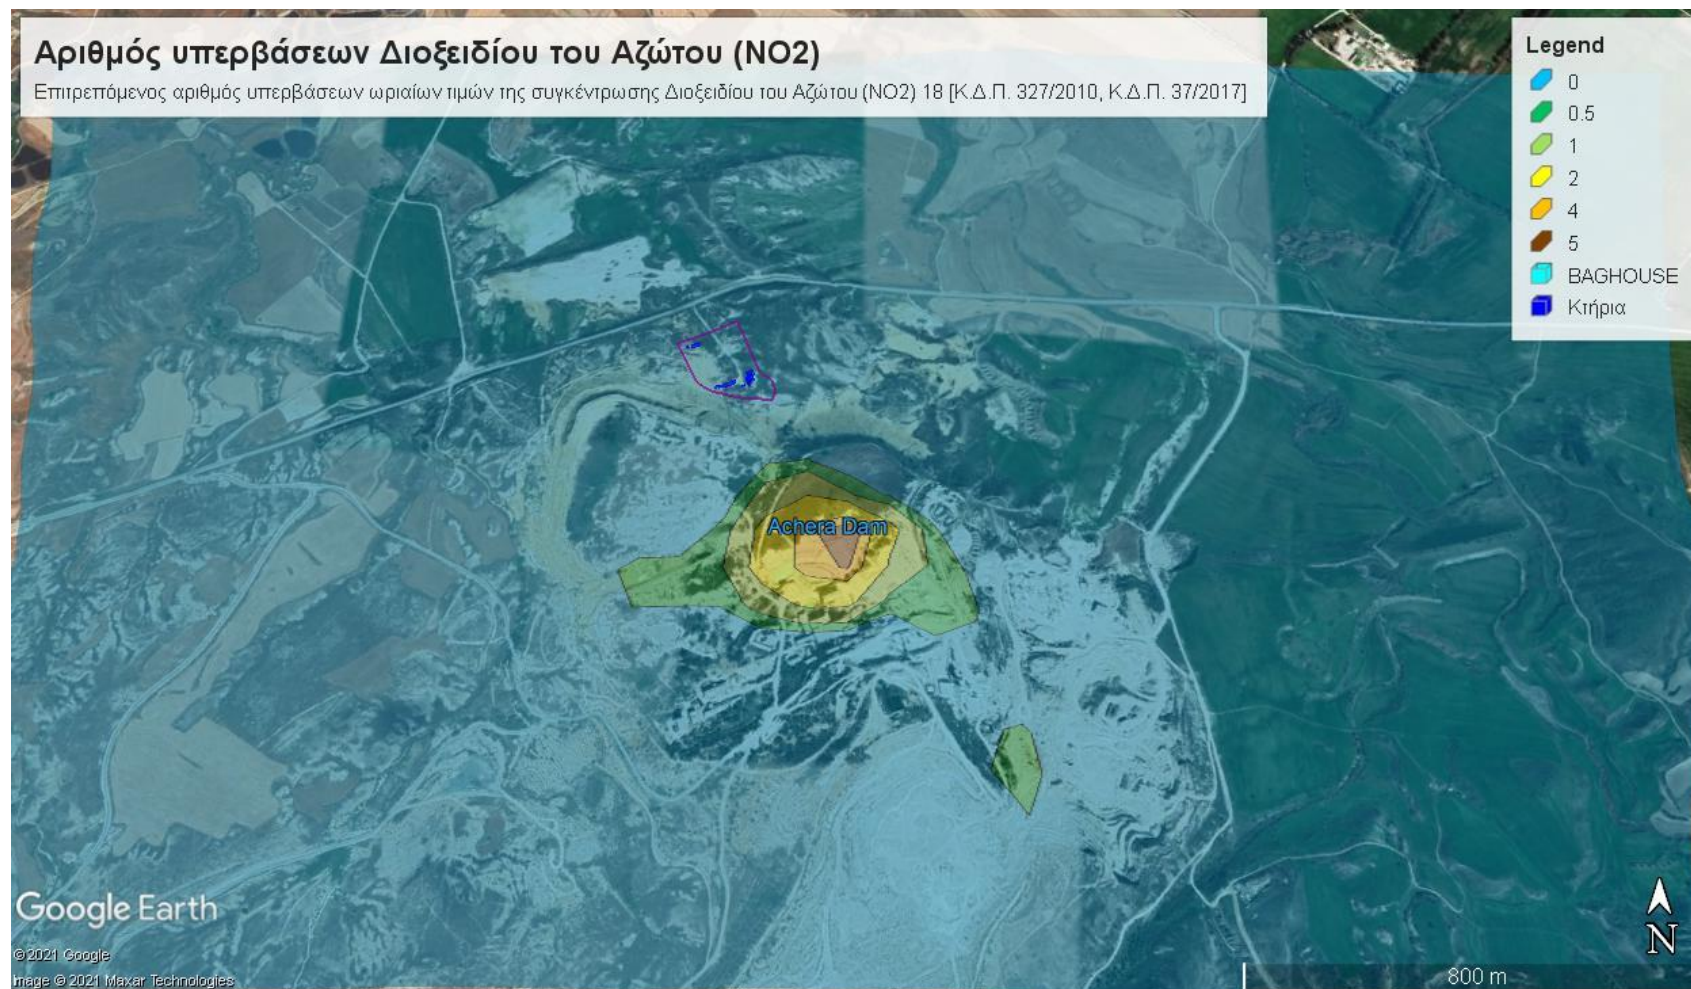 Αριθμός υπερβάσεων Διοξειδίου του Αζώτου (NO2)
Επιτρεπόμενος αριθμός υπερβάσεων ωριαίων τιμών της συγκέντρωσης Διοξειδίου του Αζώτου (NO2) 18 [Κ.Δ.Π. 327/2010, Κ.Δ.Π. 37/2017]
Legend
0
0.5
1
2
4
5
BAGHOUSE
Κτήρια
Achera Dam
Google Earth
© 2021 Google
Image © 2021 Maxar Technologies
N
800 m